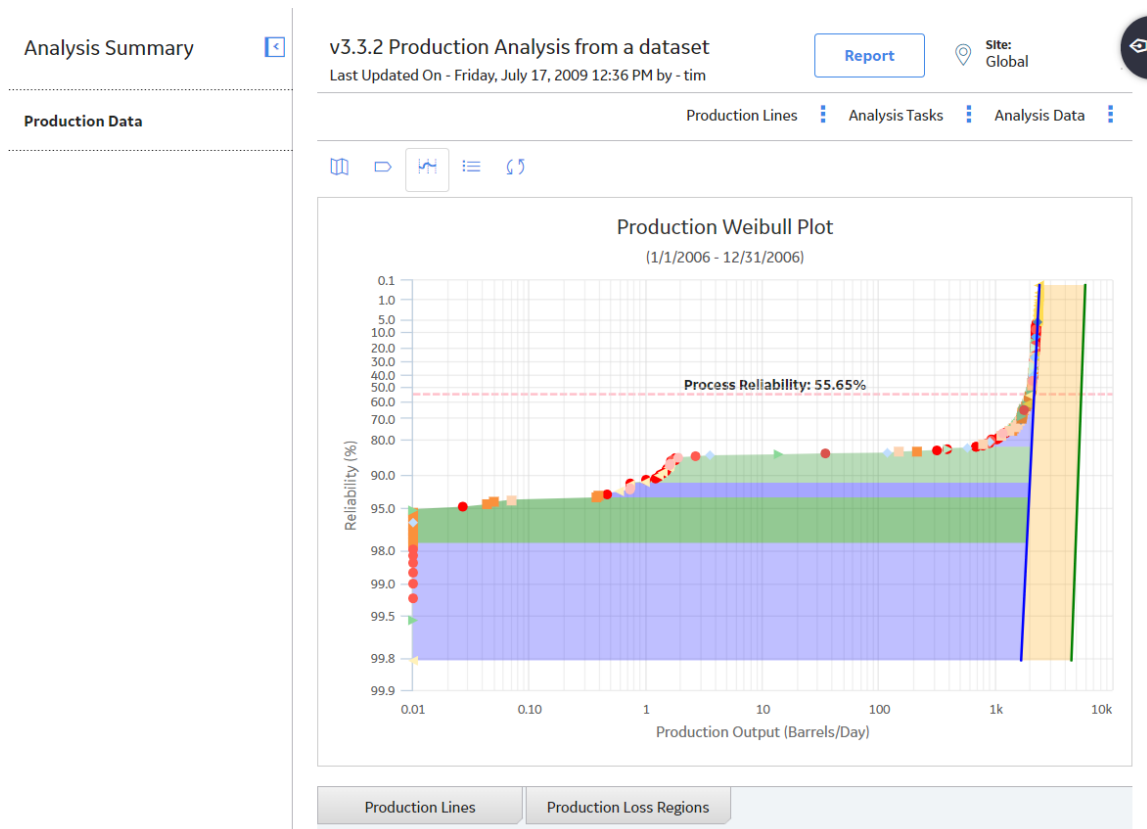 Analysis Summary
Production Data
v3.3.2 Production Analysis from a dataset
Last Updated On - Friday, July 17, 2009 12:36 PM by - tim
Report
Site:
Global
Production Lines
Analysis Tasks
Analysis Data
Production Weibull Plot
(1/1/2006 - 12/31/2006)
0.1
1.0
5.0
10.0
20.0
30.0
40.0
50.0
60.0
70.0
80.0
90.0
95.0
98.0
99.0
99.5
99.8
99.9
Reliability (%)
Process Reliability: 55.65%
0.01
0.10
1
10
100
1k
10k
Production Output (Barrels/Day)
Production Lines
Production Loss Regions